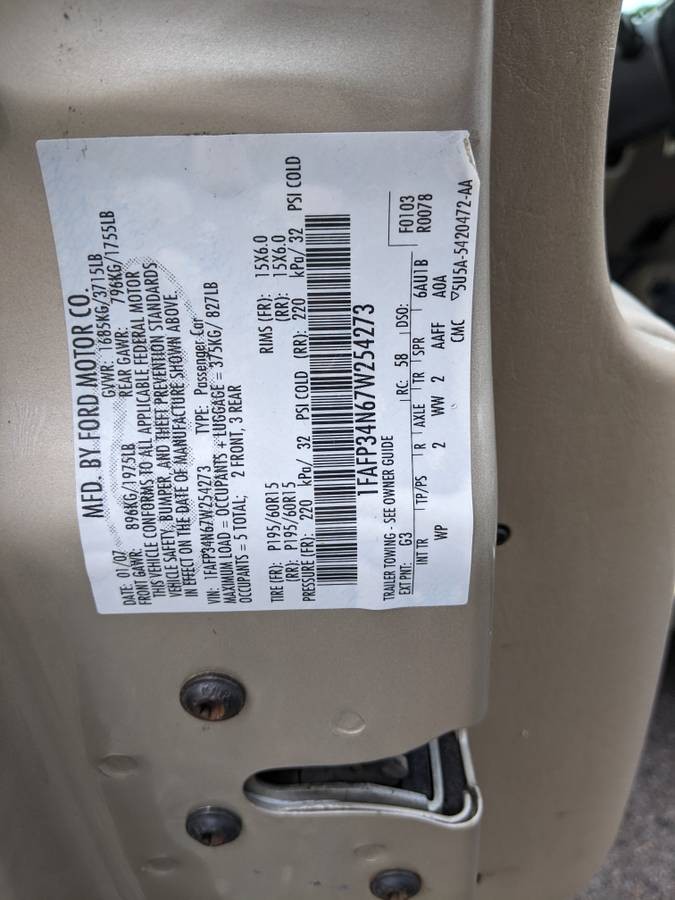 MFD. BY FORD MOTOR CO.
DATE: 01/07 GVWR: 1685KG/3715LB
FRONT GAWR: 896KG/1975LB REAR GAWR: 796KG/1755LB
THIS VEHICLE CONFORMS TO ALL APPLICABLE FEDERAL MOTOR
VEHICLE SAFETY, BUMPER, AND THEFT PREVENTION STANDARDS
IN EFFECT ON THE DATE OF MANUFACTURE SHOWN ABOVE.
VIN: 1FAFP34N67W254273 TYPE: Passenger Car
MAXIMUM LOAD = OCCUPANTS + LUGGAGE = 375KG/ 827LB
OCCUPANTS = 5 TOTAL; 2 FRONT, 3 REAR
TIRE (FR): P195/60R15 RIMS (FR): 15X6.0
(RR): P195/60R15 (RR): 15X6.0
PRESSURE (FR): 220 kPa/ 32 PSI COLD (RR): 220 kPa/ 32 PSI COLD
1FAFP34N67W254273
TRAILER TOWING - SEE OWNER GUIDE
EXT PNT: G3 RC: 58 DSO: F0103
R0078
INT TR TP/PS R AXLE TR SPR 6AU1B
WP 2 WW 2 AAFF A0A
CMC ▽5U5A-5420472-AA